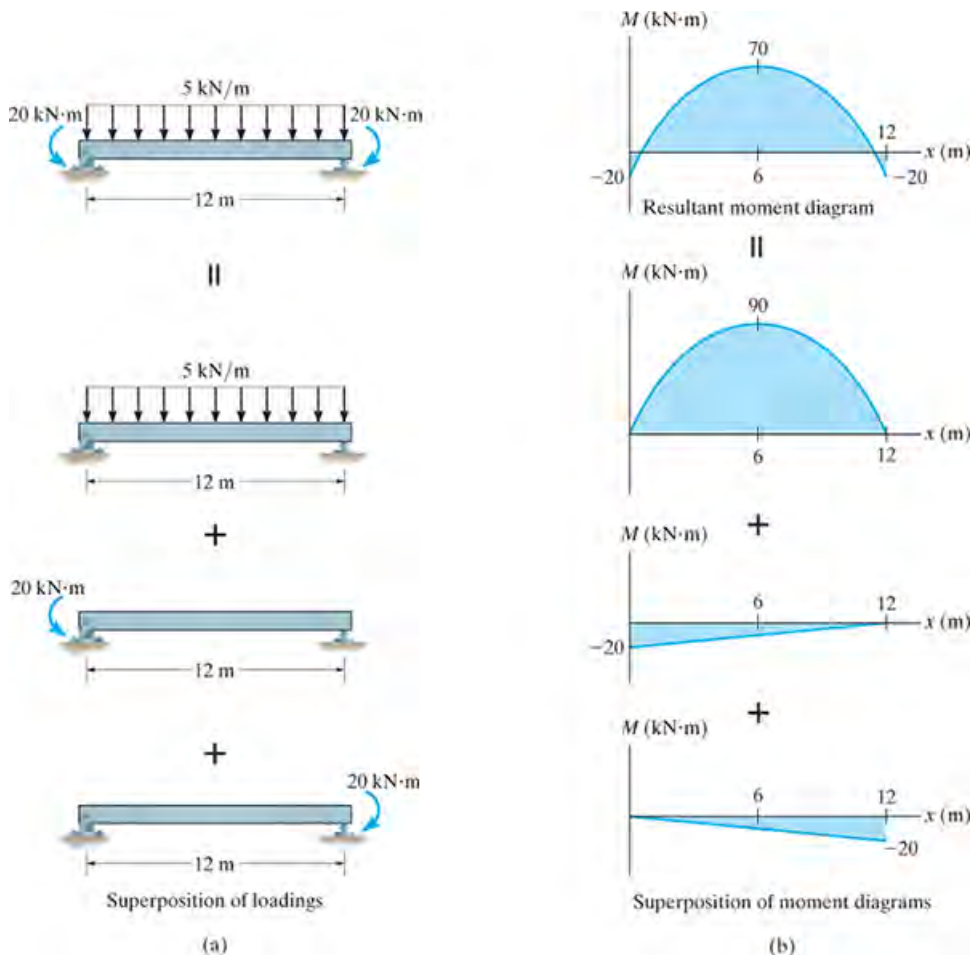 5 kN/m
20 kN·m
20 kN·m
12 m
=
5 kN/m
12 m
+
20 kN·m
12 m
+
20 kN·m
12 m
Superposition of loadings
(a)
M (kN·m)
70
12
x (m)
−20
6
−20
Resultant moment diagram
=
M (kN·m)
90
x (m)
6
12
+
M (kN·m)
6
12
x (m)
−20
+
M (kN·m)
6
12
x (m)
−20
Superposition of moment diagrams
(b)